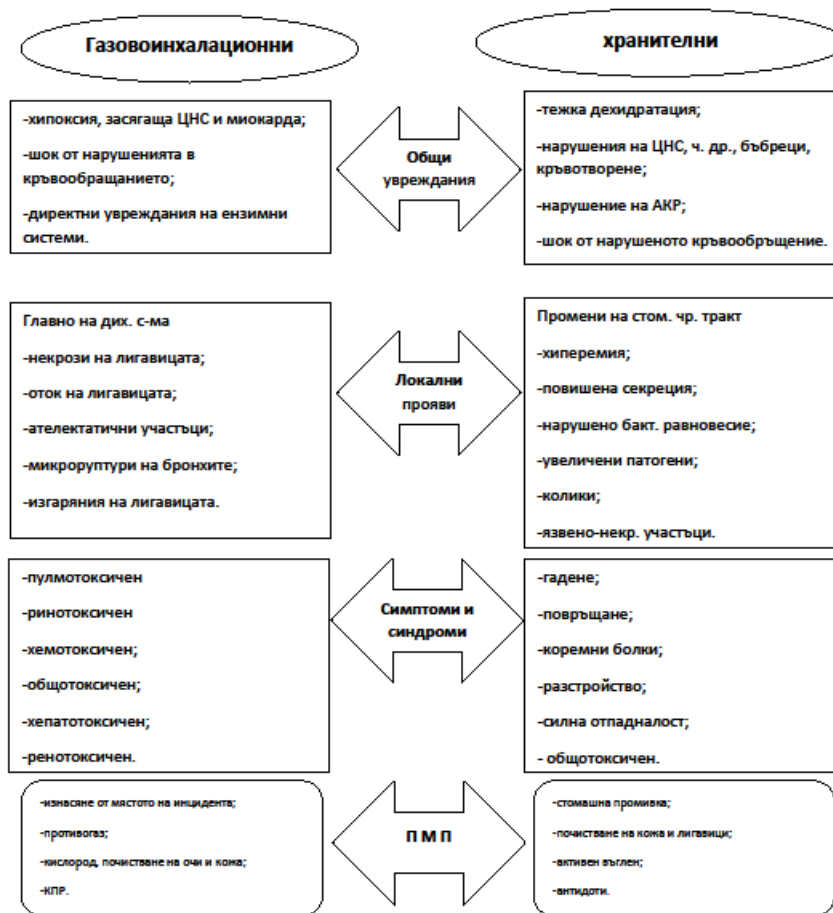 Газовоинхалационни
хранителни
-хипоксия, засягаща ЦНС и миокарда;
-шок от нарушенията в
кръвообращанието;
-директни увреждания на ензимни
системи.
Общи
увреждания
-тежка дехидратация;
-нарушения на ЦНС, ч. др., бъбреци,
кръвотворене;
-нарушение на АКР;
-шок от нарушеното кръвообръщение.
Главно на дих. с-ма
-некрози на лигавицата;
-оток на лигавицата;
-ателектатични участъци;
-микроруптури на бронхите;
-изгаряния на лигавицата.
Локални
прояви
Промени на стом. чр. тракт
-хиперемия;
-повишена секреция;
-нарушено бакт. равновесие;
-увеличени патогени;
-колики;
-язвено-некр. участъци.
-пулмотоксичен
-ринотоксичен
-хемотоксичен;
-общотоксичен;
-хепатотоксичен;
-ренотоксичен.
Симптоми и
синдроми
-гадене;
-повръщане;
-коремни болки;
-разстройство;
-силна отпадналост;
- общотоксичен.
-изнасяне от мястото на инцидента;
-противогаз;
-кислород, почистване на очи и кожа;
-КПР.
П М П
-стомашна промивка;
-почистване на кожа и лигавици;
-активен въглен;
-антидоти.